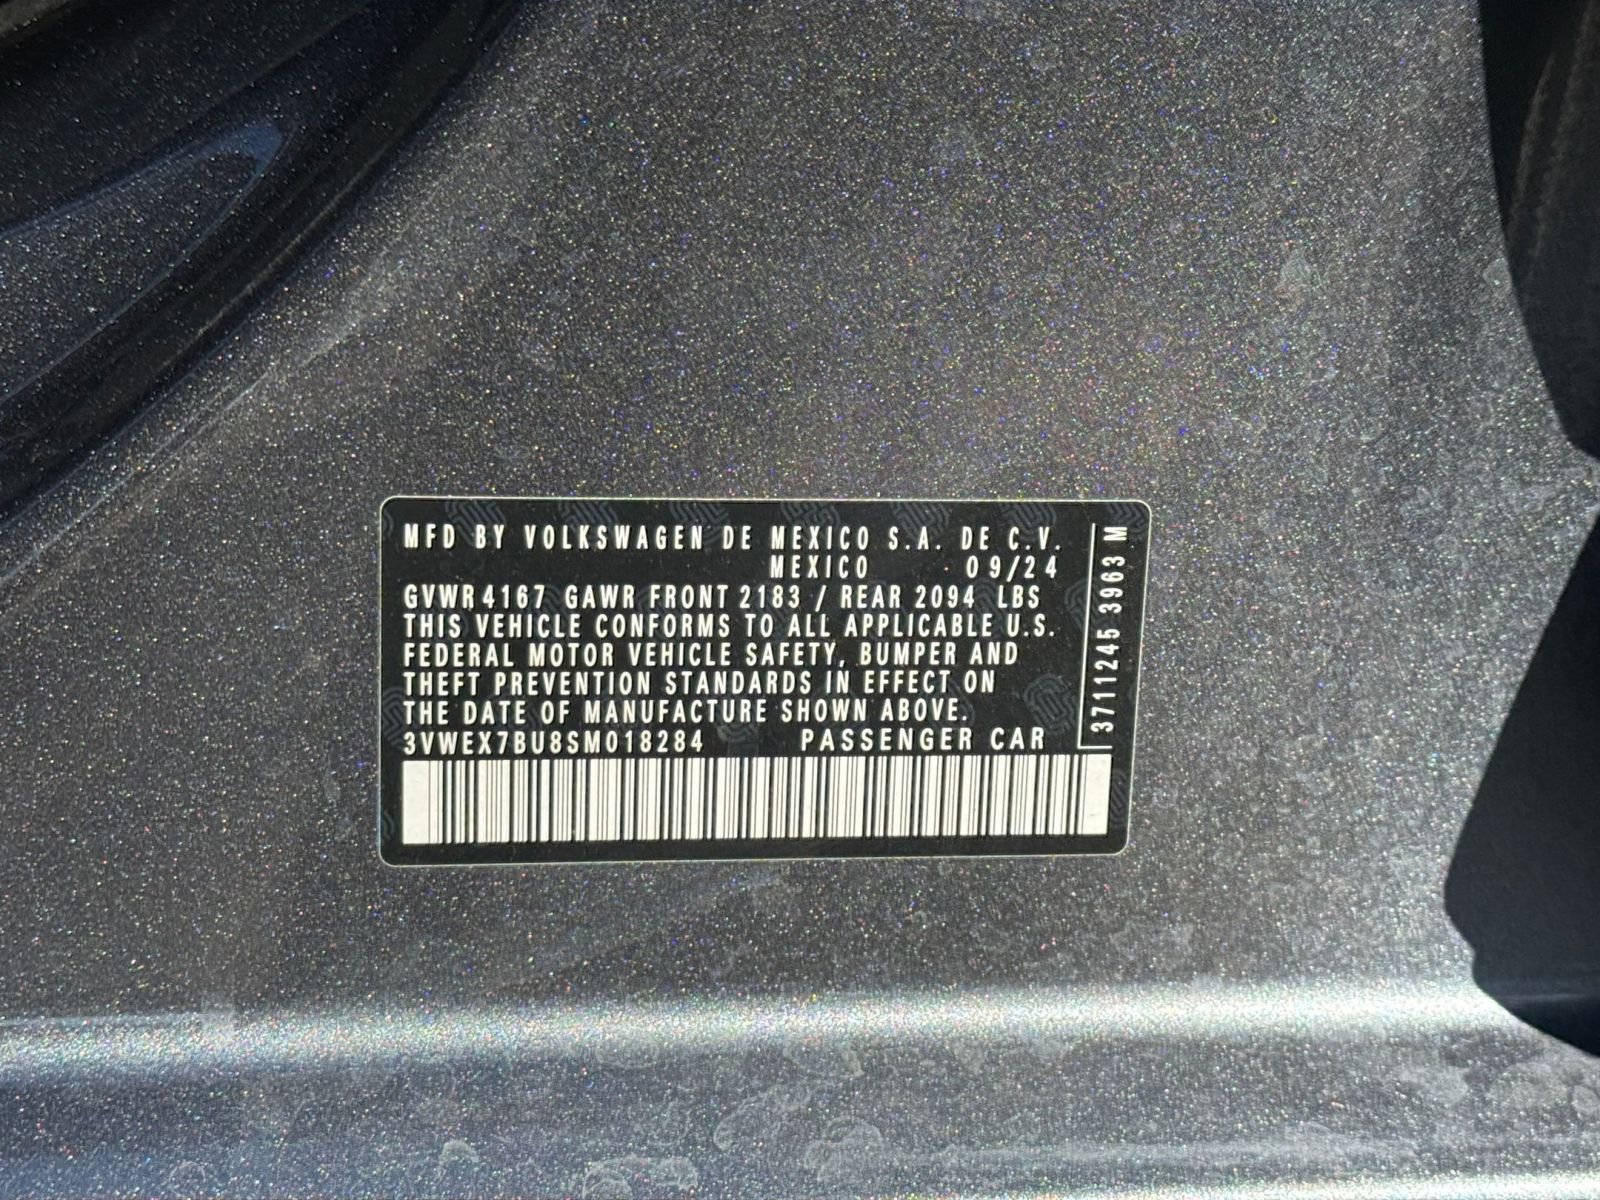 MFD BY VOLKSWAGEN DE MEXICO S.A. DE C.V.
MEXICO 09/24
GVWR 4167 GAWR FRONT 2183 / REAR 2094 LBS
THIS VEHICLE CONFORMS TO ALL APPLICABLE U.S.
FEDERAL MOTOR VEHICLE SAFETY, BUMPER AND
THEFT PREVENTION STANDARDS IN EFFECT ON
THE DATE OF MANUFACTURE SHOWN ABOVE.
3VWEX7BU8SM018284 PASSENGER CAR
3711245 3963 M